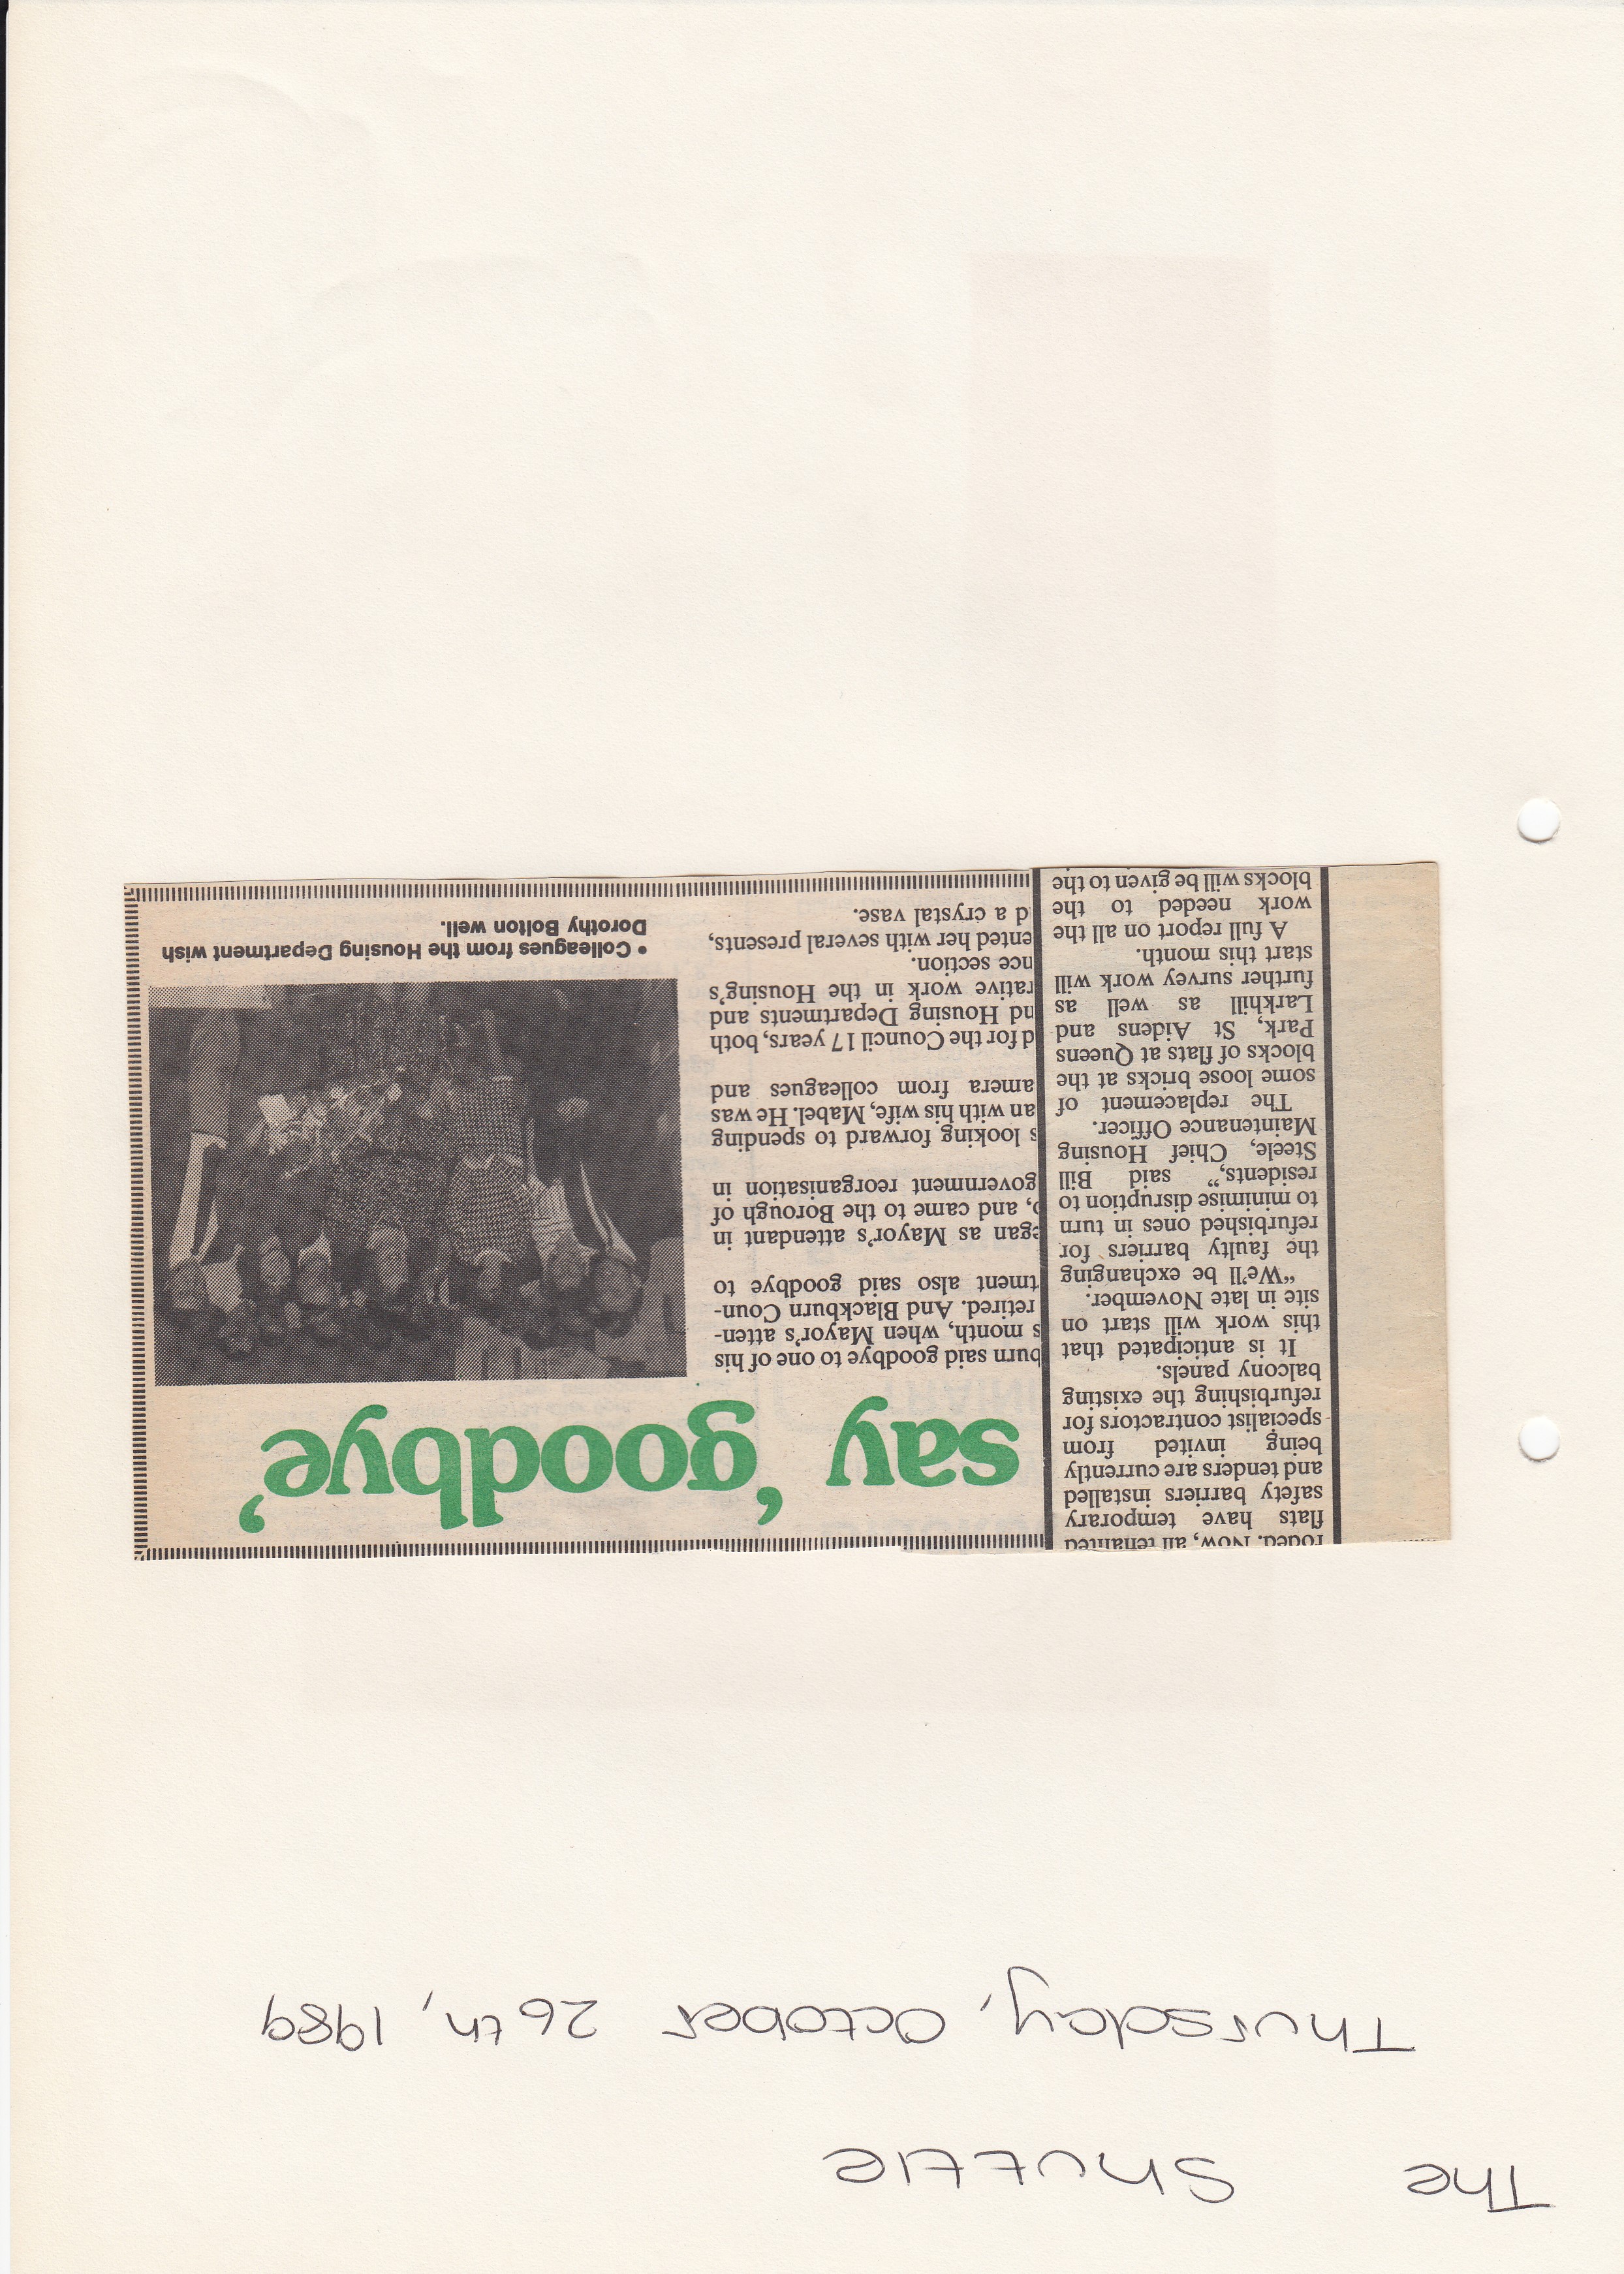 The Shuttle
Thursday, October 26th, 1989
roded. Now, all tenanted
flats have temporary
safety barriers installed
and tenders are currently
being invited from
specialist contractors for
refurbishing the existing
balcony panels.
It is anticipated that
this work will start on
site in late November.
“We’ll be exchanging
the faulty barriers for
refurbished ones in turn
to minimise disruption to
residents,” said Bill
Steele, Chief Housing
Maintenance Officer.
The replacement of
some loose bricks at the
blocks of flats at Queens
Park, St Aidens and
Larkhill as well as
further survey work will
start this month.
A full report on all the
work needed to the
blocks will be given to the
say ‘goodbye’
burn said goodbye to one of his
s month, when Mayor’s atten-
retired. And Blackburn Coun-
tment also said goodbye to
egan as Mayor’s attendant in
, and came to the Borough of
government reorganisation in
s looking forward to spending
an with his wife, Mabel. He was
amera from colleagues and
d for the Council 17 years, both
nd Housing Departments and
rative work in the Housing’s
nce section.
ented her with several presents,
d a crystal vase.
• Colleagues from the Housing Department wish
Dorothy Bolton well.